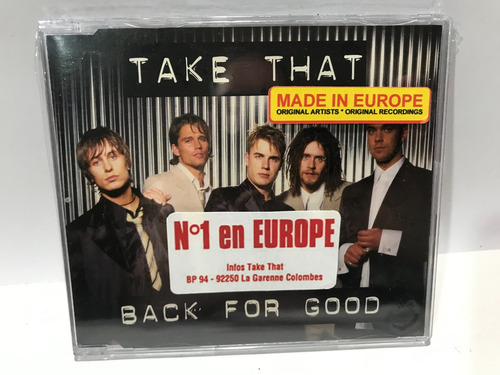 TAKE THAT
MADE IN EUROPE
ORIGINAL ARTISTS * ORIGINAL RECORDINGS
Nº1 en EUROPE
Infos Take That
BP 94 - 92250 La Garenne Colombes
BACK FOR GOOD